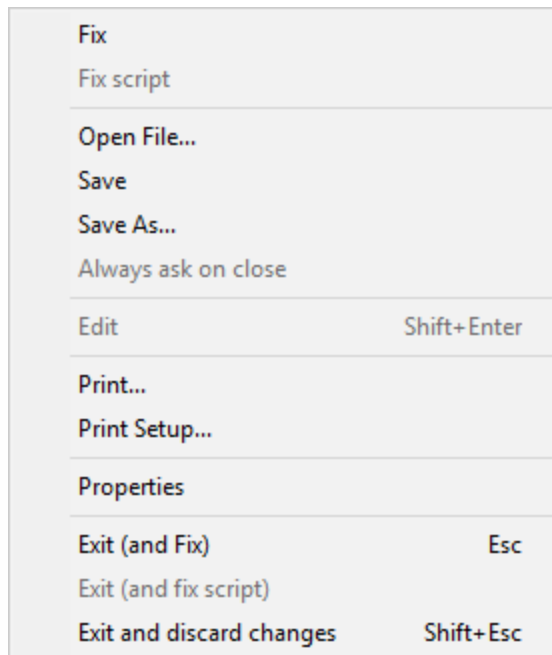 Fix
Fix script
Open File...
Save
Save As...
Always ask on close
Edit Shift+Enter
Print...
Print Setup...
Properties
Exit (and Fix) Esc
Exit (and fix script)
Exit and discard changes Shift+Esc